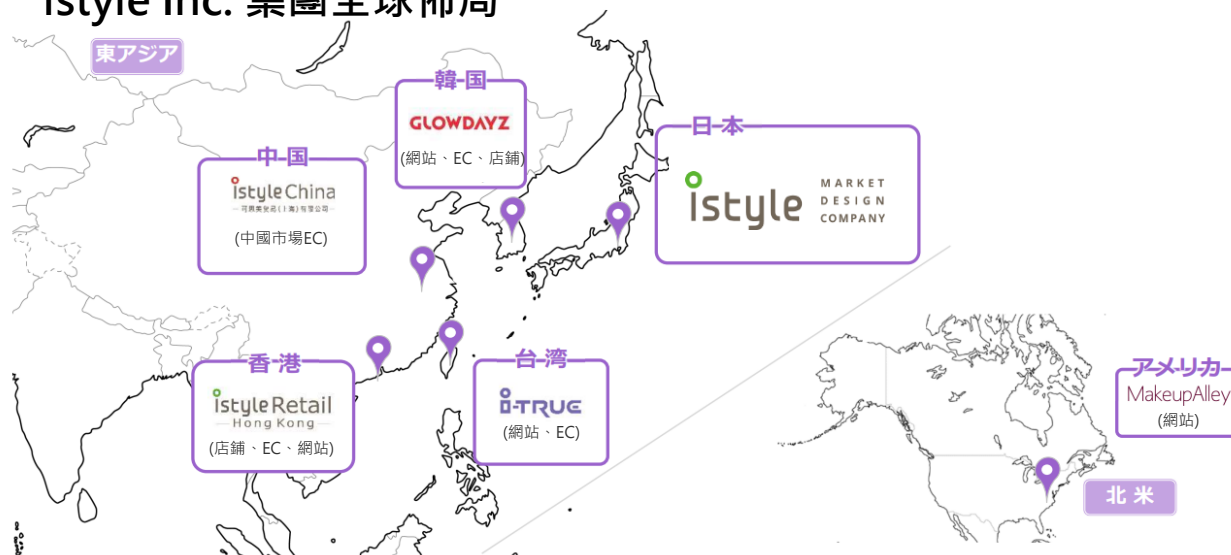 istyle Inc. 集團全球佈局
東アジア
韓国
GLOWDAYZ
(網站、EC、店鋪)
中国
istyle China
(中國市場EC)
日本
istyle
MARKET
DESIGN
COMPANY
香港
istyle Retail
Hong Kong
(店鋪、EC、網站)
台湾
i-TRUE
(網站、EC)
アメリカ
MakeupAlley
(網站)
北米